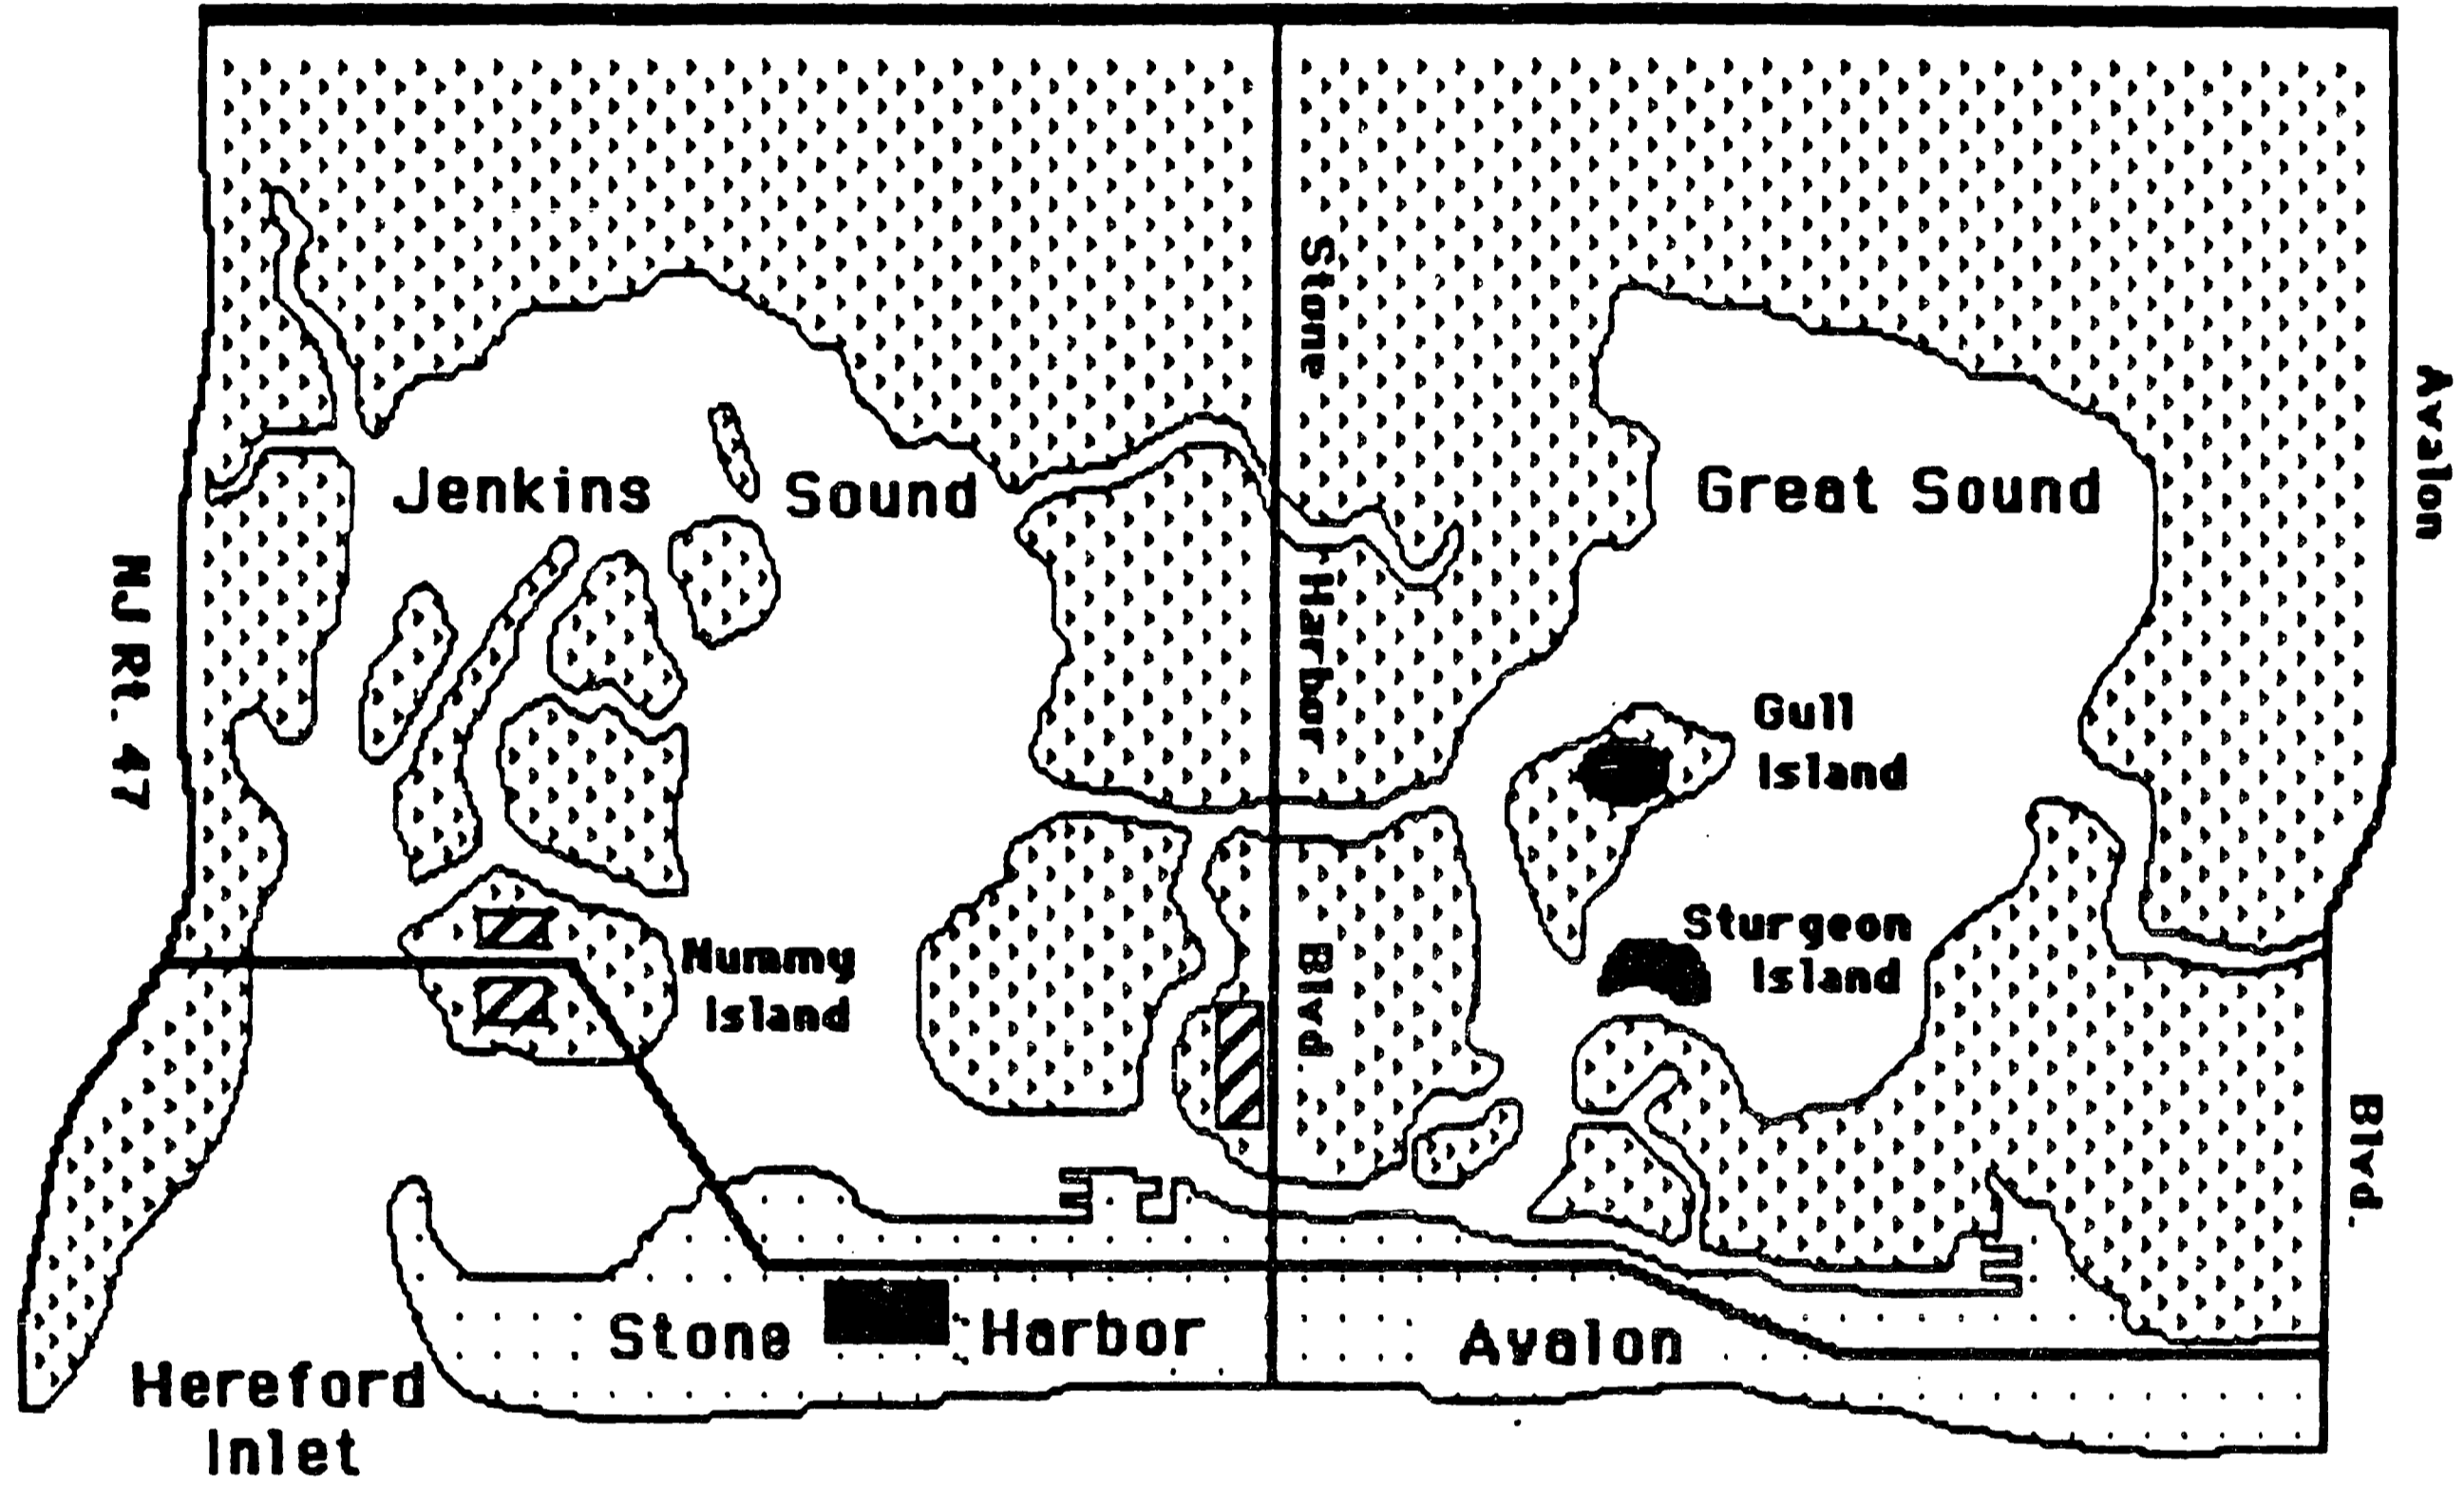 Stone
Harbor
Blvd.
Avalon
Blvd.
NJ Rt. 47
Jenkins Sound
Great Sound
Gull
Island
Sturgeon
Island
Nummy
Island
Stone Harbor
Avalon
Hereford
Inlet